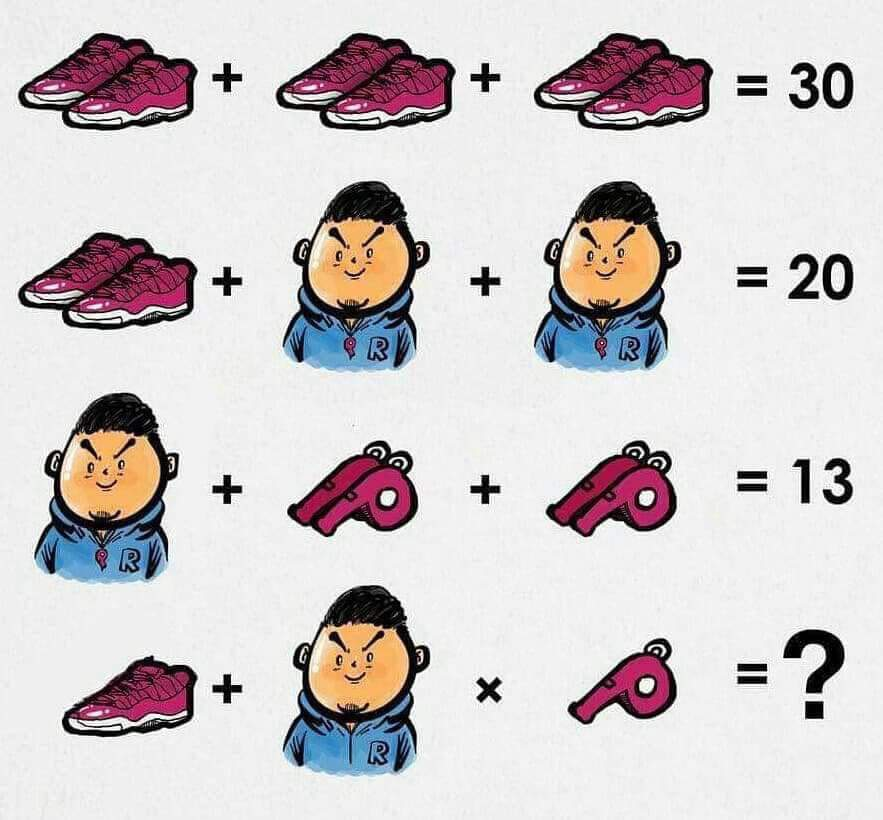 + + = 30
+ R + R = 20
R + + = 13
+ R × = ?